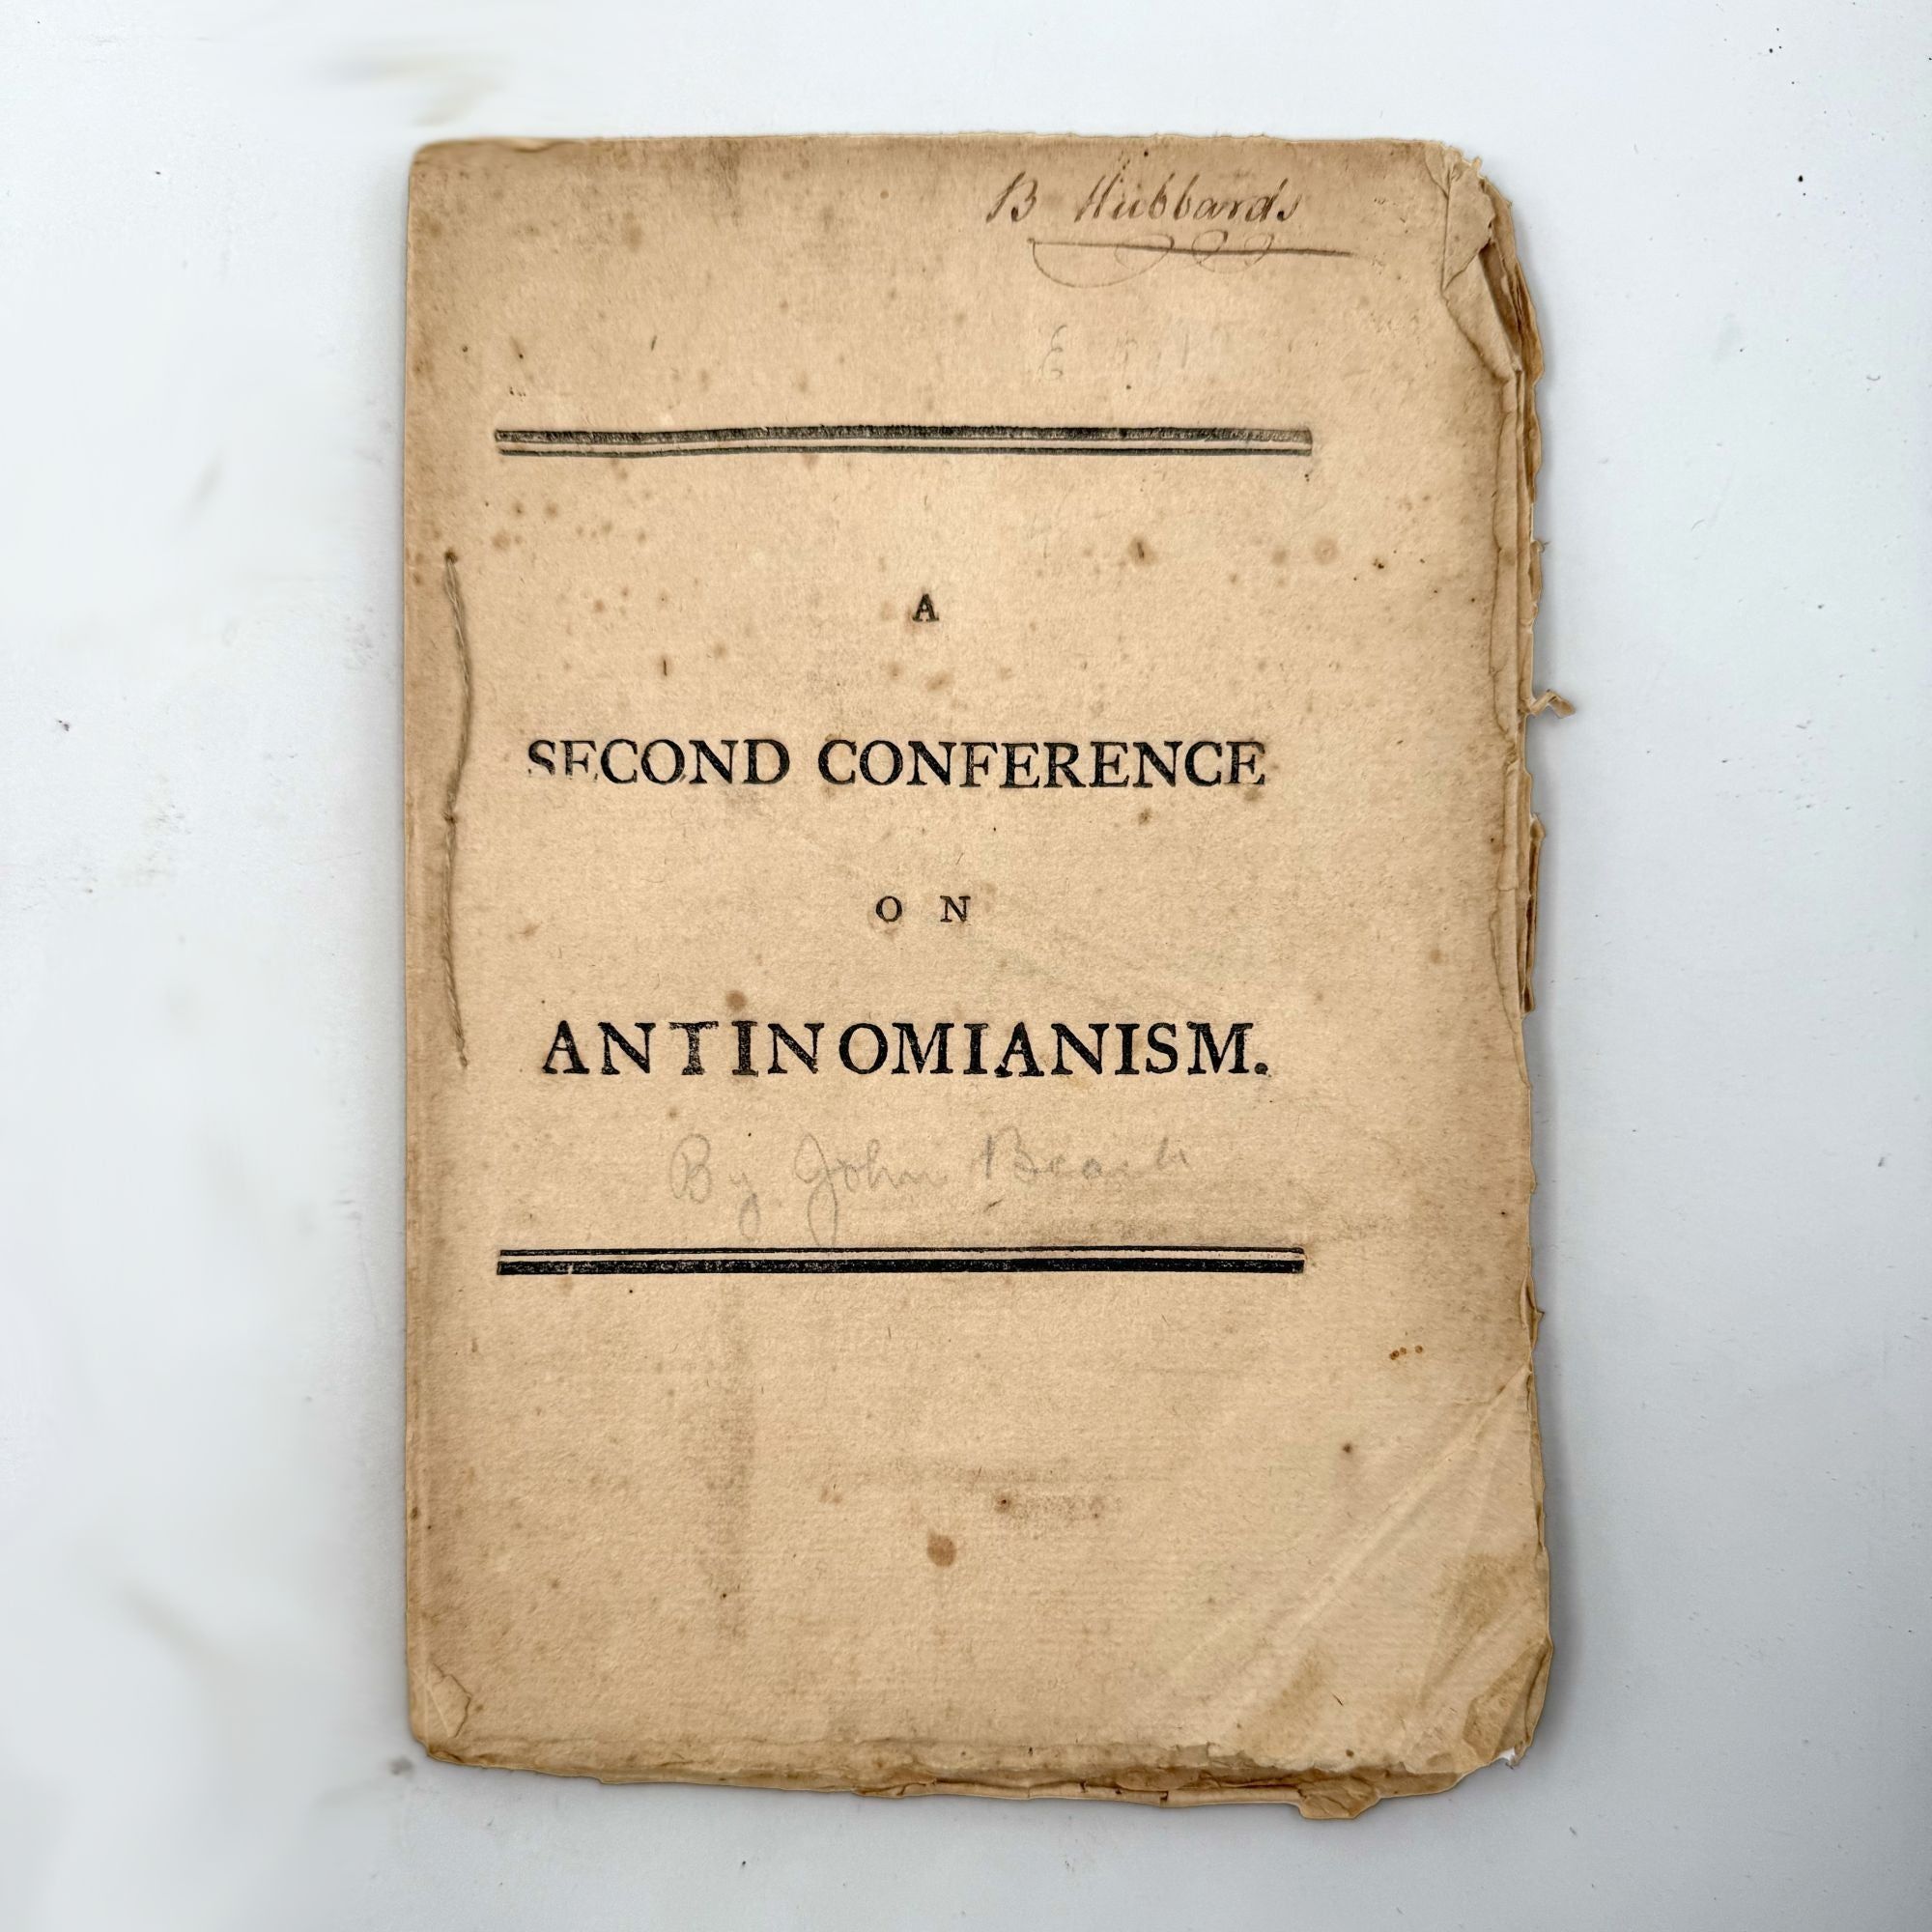 B Hubbards
A
SECOND CONFERENCE
ON
ANTINOMIANISM.
By John Beach